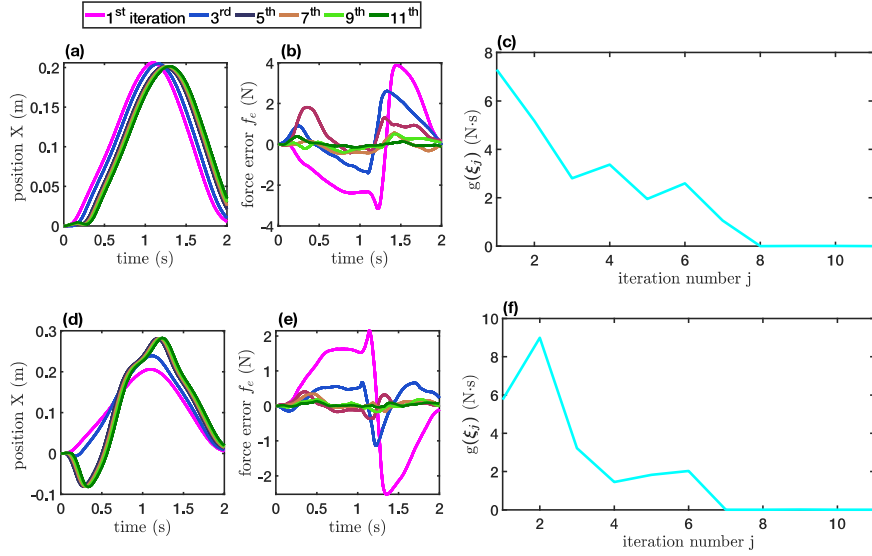 1st iteration 3rd 5th 7th 9th 11th
(a)
position X (m)
0.2
0.15
0.1
0.05
0
0 0.5 1 1.5 2
time (s)
(b)
force error fe (N)
4
2
0
-2
-4
0 0.5 1 1.5 2
time (s)
(c)
g(ξj) (N·s)
8
6
4
2
0
2 4 6 8 10
iteration number j
(d)
position X (m)
0.3
0.2
0.1
0
-0.1
0 0.5 1 1.5 2
time (s)
(e)
force error fe (N)
2
1
0
-1
-2
0 0.5 1 1.5 2
time (s)
(f)
g(ξj) (N·s)
10
8
6
4
2
0
2 4 6 8 10
iteration number j